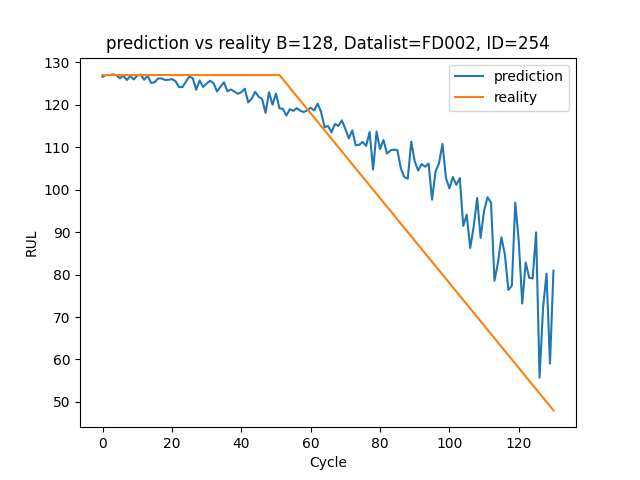 prediction vs reality B=128, Datalist=FD002, ID=254
prediction
reality
130
120
110
100
90
80
70
60
50
RUL
0 20 40 60 80 100 120
Cycle